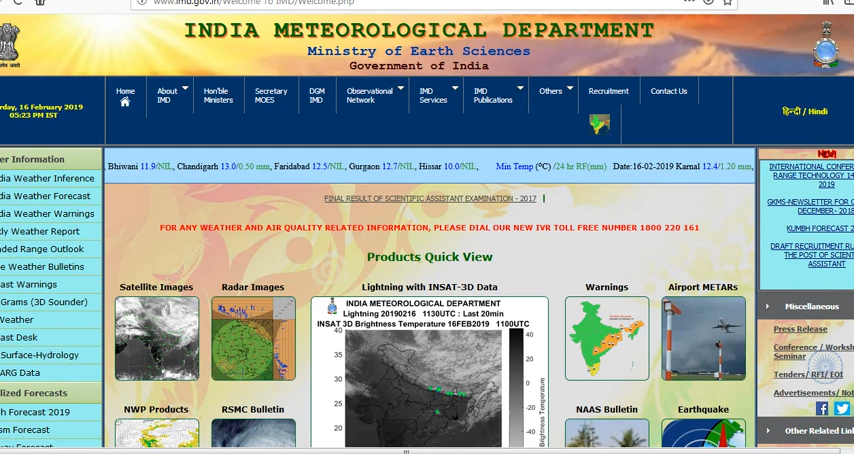 www.imd.gov.in/Welcome To IMD/Welcome.php
INDIA METEOROLOGICAL DEPARTMENT
Ministry of Earth Sciences
Government of India
rday, 16 February 2019
05:23 PM IST
Home
About IMD
Hon'ble Ministers
Secretary MOES
DGM IMD
Observational Network
IMD Services
IMD Publications
Others
Recruitment
Contact Us
हिन्दी / Hindi
er Information
dia Weather Inference
dia Weather Forecast
dia Weather Warnings
ly Weather Report
nded Range Outlook
e Weather Bulletins
ast Warnings
Grams (3D Sounder)
Weather
ast Desk
Surface-Hydrology
ARG Data
lized Forecasts
h Forecast 2019
sm Forecast
Bhiwani 11.9/NIL, Chandigarh 13.0/0.50 mm, Faridabad 12.5/NIL, Gurgaon 12.7/NIL, Hissar 10.0/NIL, Min Temp (°C) /24 hr RF(mm) Date:16-02-2019 Karnal 12.4/1.20 mm,
FINAL RESULT OF SCIENTIFIC ASSISTANT EXAMINATION - 2017 |
FOR ANY WEATHER AND AIR QUALITY RELATED INFORMATION, PLEASE DIAL OUR NEW IVR TOLL FREE NUMBER 1800 220 161
Products Quick View
Satellite Images
Radar Images
Lightning with INSAT-3D Data
Warnings
Airport METARs
INDIA METEOROLOGICAL DEPARTMENT
Lightning 20190216 1130UTC : Last 20min
INSAT 3D Brightness Temperature 16FEB2019 1100UTC
40
35
30
25
20
40
20
0
-20
-40
Brightness Temperature
NWP Products
RSMC Bulletin
NAAS Bulletin
Earthquake
NEW!
INTERNATIONAL CONFER
RANGE TECHNOLOGY 14
2019
GKMS-NEWSLETTER FOR O
DECEMBER- 2018
KUMBH FORECAST 2
DRAFT RECRUITMENT RU
THE POST OF SCIENT
ASSISTANT
Miscellaneous
Press Release
Conference / Worksh
Seminar
Tenders/ RFI/ EOI
Advertisements/ Not
Other Related Link